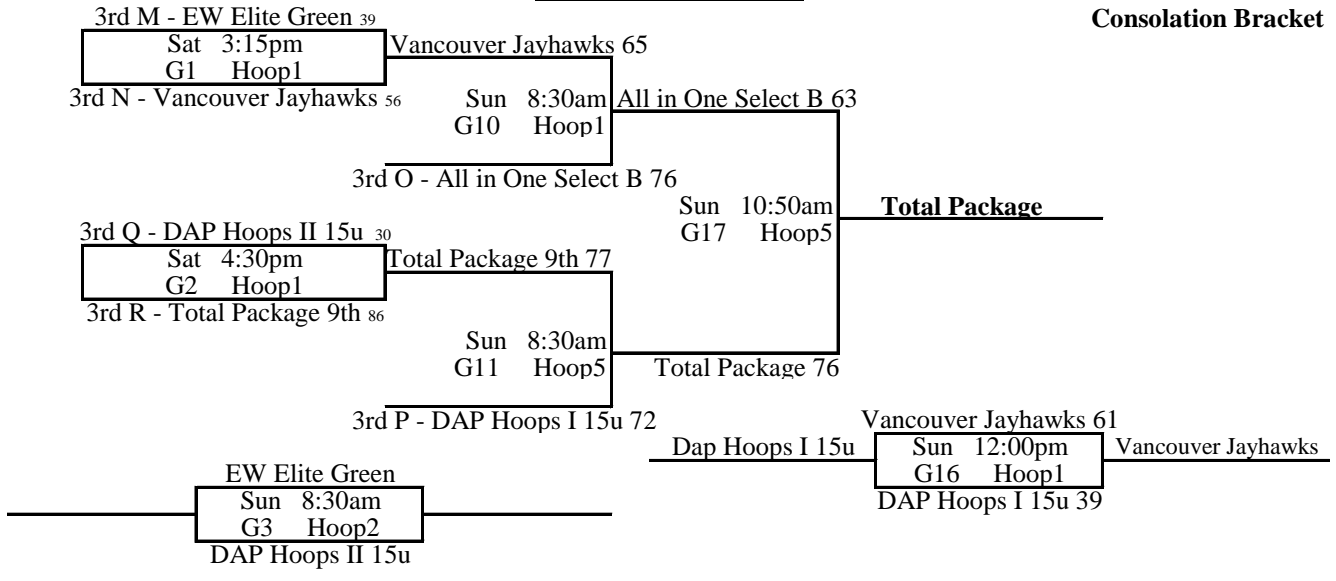 3rd M - EW Elite Green 39
Consolation Bracket
Sat 3:15pm
G1 Hoop1
Vancouver Jayhawks 65
3rd N - Vancouver Jayhawks 56
Sun 8:30am
G10 Hoop1
All in One Select B 63
3rd O - All in One Select B 76
Sun 10:50am
G17 Hoop5
Total Package
3rd Q - DAP Hoops II 15u 30
Sat 4:30pm
G2 Hoop1
Total Package 9th 77
3rd R - Total Package 9th 86
Sun 8:30am
G11 Hoop5
Total Package 76
3rd P - DAP Hoops I 15u 72
Vancouver Jayhawks 61
Dap Hoops I 15u
Sun 12:00pm
G16 Hoop1
Vancouver Jayhawks
DAP Hoops I 15u 39
EW Elite Green
Sun 8:30am
G3 Hoop2
DAP Hoops II 15u